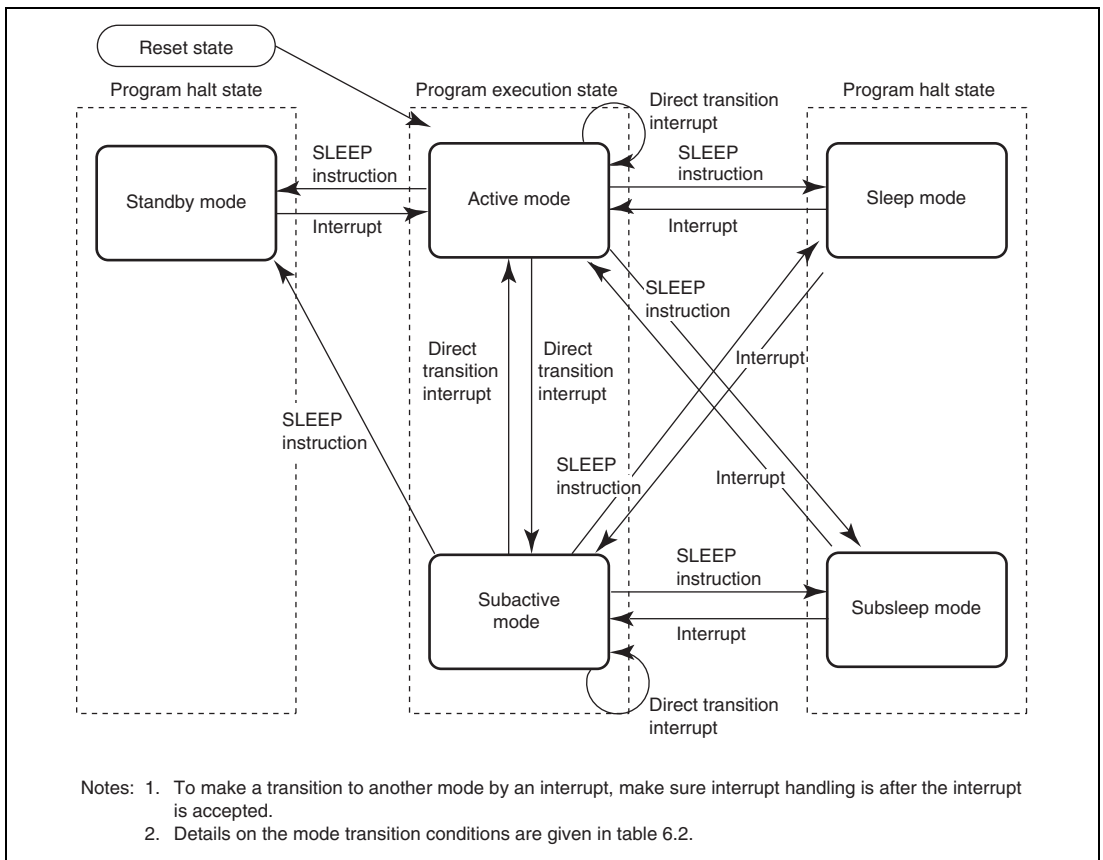 Reset state
Program halt state
Program execution state
Program halt state
Direct transition
interrupt
SLEEP
instruction
SLEEP
instruction
Standby mode
Active mode
Sleep mode
Interrupt
Interrupt
SLEEP
instruction
Direct
transition
interrupt
Direct
transition
interrupt
Interrupt
SLEEP
instruction
SLEEP
instruction
Interrupt
SLEEP
instruction
Subactive
mode
Subsleep mode
Interrupt
Direct transition
interrupt
Notes: 1. To make a transition to another mode by an interrupt, make sure interrupt handling is after the interrupt
is accepted.
2. Details on the mode transition conditions are given in table 6.2.